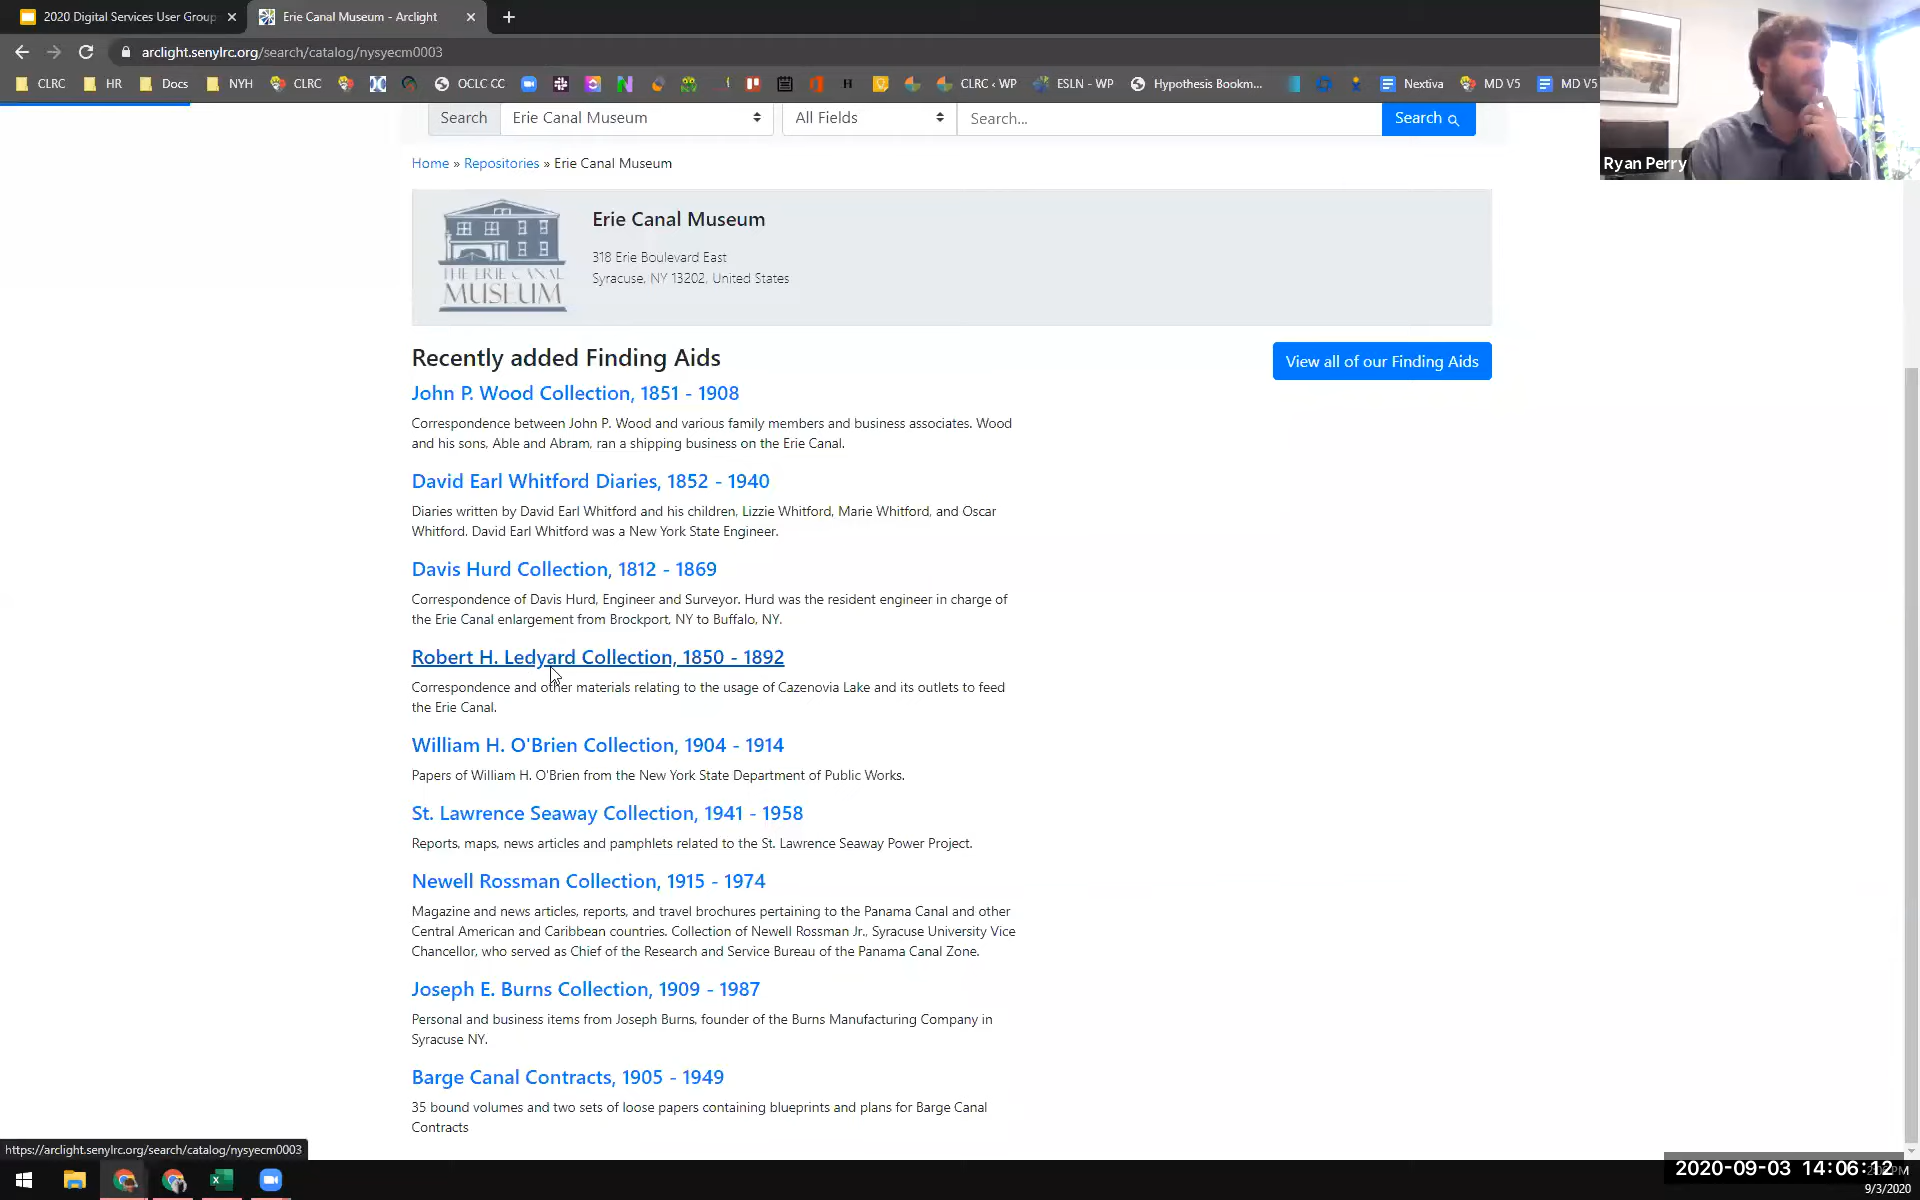 2020 Digital Services User Group
Erie Canal Museum - Arclight
arclight.senylrc.org/search/catalog/nysyecm0003
CLRC
HR
Docs
NYH
CLRC
OCLC CC
CLRC ‹ WP
ESLN - WP
Hypothesis Bookm...
Nextiva
MD V5
MD V5
Ryan Perry
Search
Erie Canal Museum
All Fields
Search...
Search
Home » Repositories » Erie Canal Museum
THE ERIE CANAL
MUSEUM
Erie Canal Museum
318 Erie Boulevard East
Syracuse, NY 13202, United States
Recently added Finding Aids
View all of our Finding Aids
John P. Wood Collection, 1851 - 1908
Correspondence between John P. Wood and various family members and business associates. Wood
and his sons, Able and Abram, ran a shipping business on the Erie Canal.
David Earl Whitford Diaries, 1852 - 1940
Diaries written by David Earl Whitford and his children, Lizzie Whitford, Marie Whitford, and Oscar
Whitford. David Earl Whitford was a New York State Engineer.
Davis Hurd Collection, 1812 - 1869
Correspondence of Davis Hurd, Engineer and Surveyor. Hurd was the resident engineer in charge of
the Erie Canal enlargement from Brockport, NY to Buffalo, NY.
Robert H. Ledyard Collection, 1850 - 1892
Correspondence and other materials relating to the usage of Cazenovia Lake and its outlets to feed
the Erie Canal.
William H. O'Brien Collection, 1904 - 1914
Papers of William H. O'Brien from the New York State Department of Public Works.
St. Lawrence Seaway Collection, 1941 - 1958
Reports, maps, news articles and pamphlets related to the St. Lawrence Seaway Power Project.
Newell Rossman Collection, 1915 - 1974
Magazine and news articles, reports, and travel brochures pertaining to the Panama Canal and other
Central American and Caribbean countries. Collection of Newell Rossman Jr., Syracuse University Vice
Chancellor, who served as Chief of the Research and Service Bureau of the Panama Canal Zone.
Joseph E. Burns Collection, 1909 - 1987
Personal and business items from Joseph Burns, founder of the Burns Manufacturing Company in
Syracuse NY.
Barge Canal Contracts, 1905 - 1949
35 bound volumes and two sets of loose papers containing blueprints and plans for Barge Canal
Contracts
https://arclight.senylrc.org/search/catalog/nysyecm0003
2020-09-03 14:06:12
9/3/2020